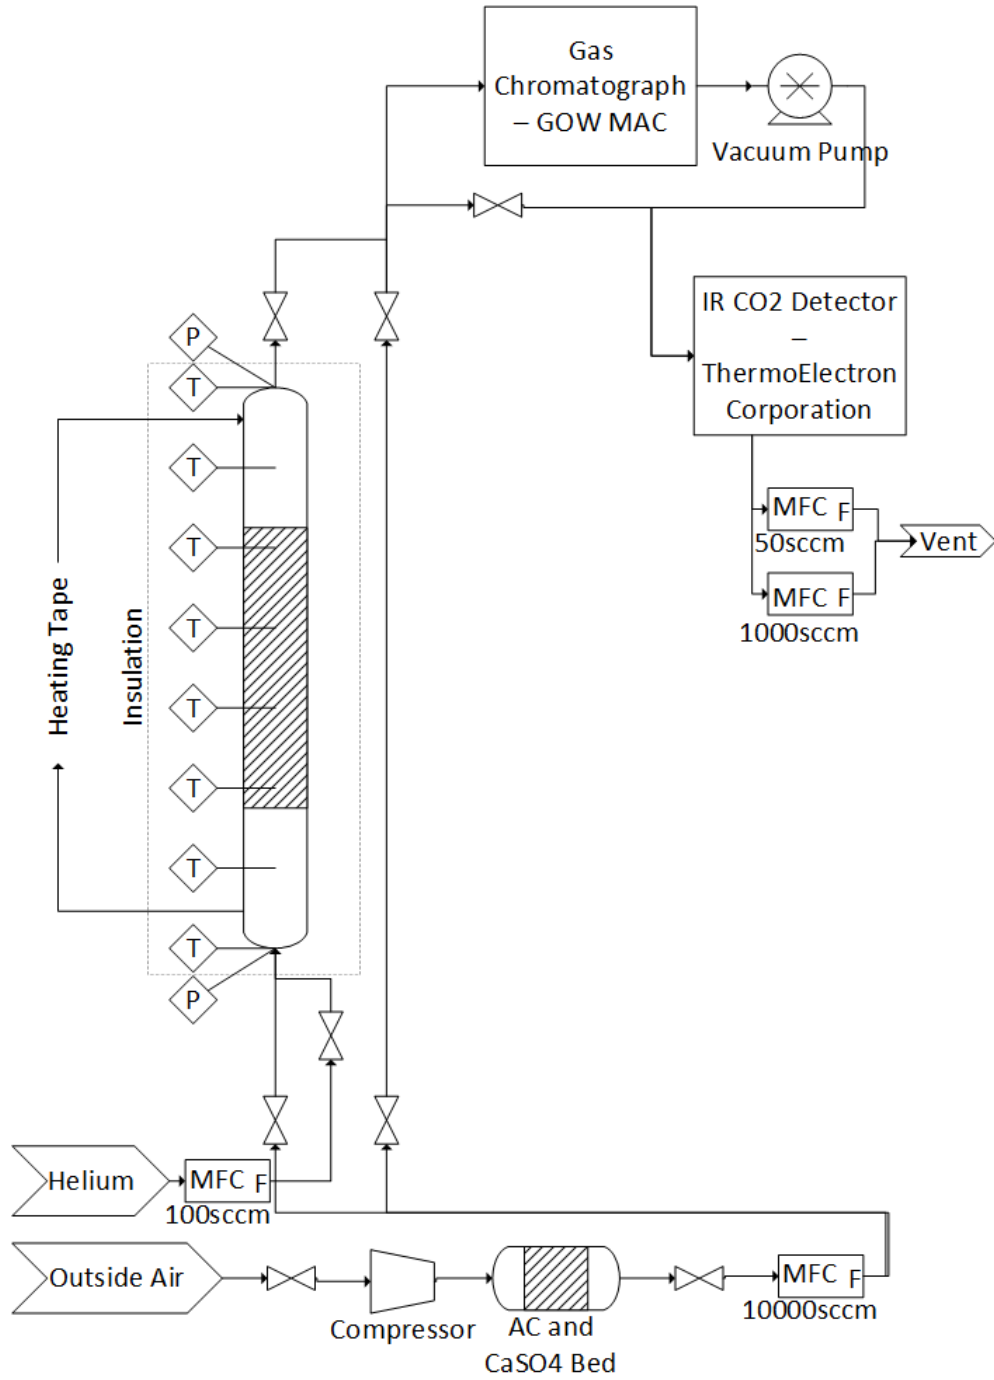 Gas
Chromatograph
– GOW MAC
Vacuum Pump
IR CO2 Detector
–
ThermoElectron
Corporation
MFC F
50sccm
Vent
MFC F
1000sccm
P
T
T
T
T
T
T
T
T
P
Heating Tape
Insulation
Helium
MFC F
100sccm
Outside Air
Compressor
AC and
CaSO4 Bed
MFC F
10000sccm